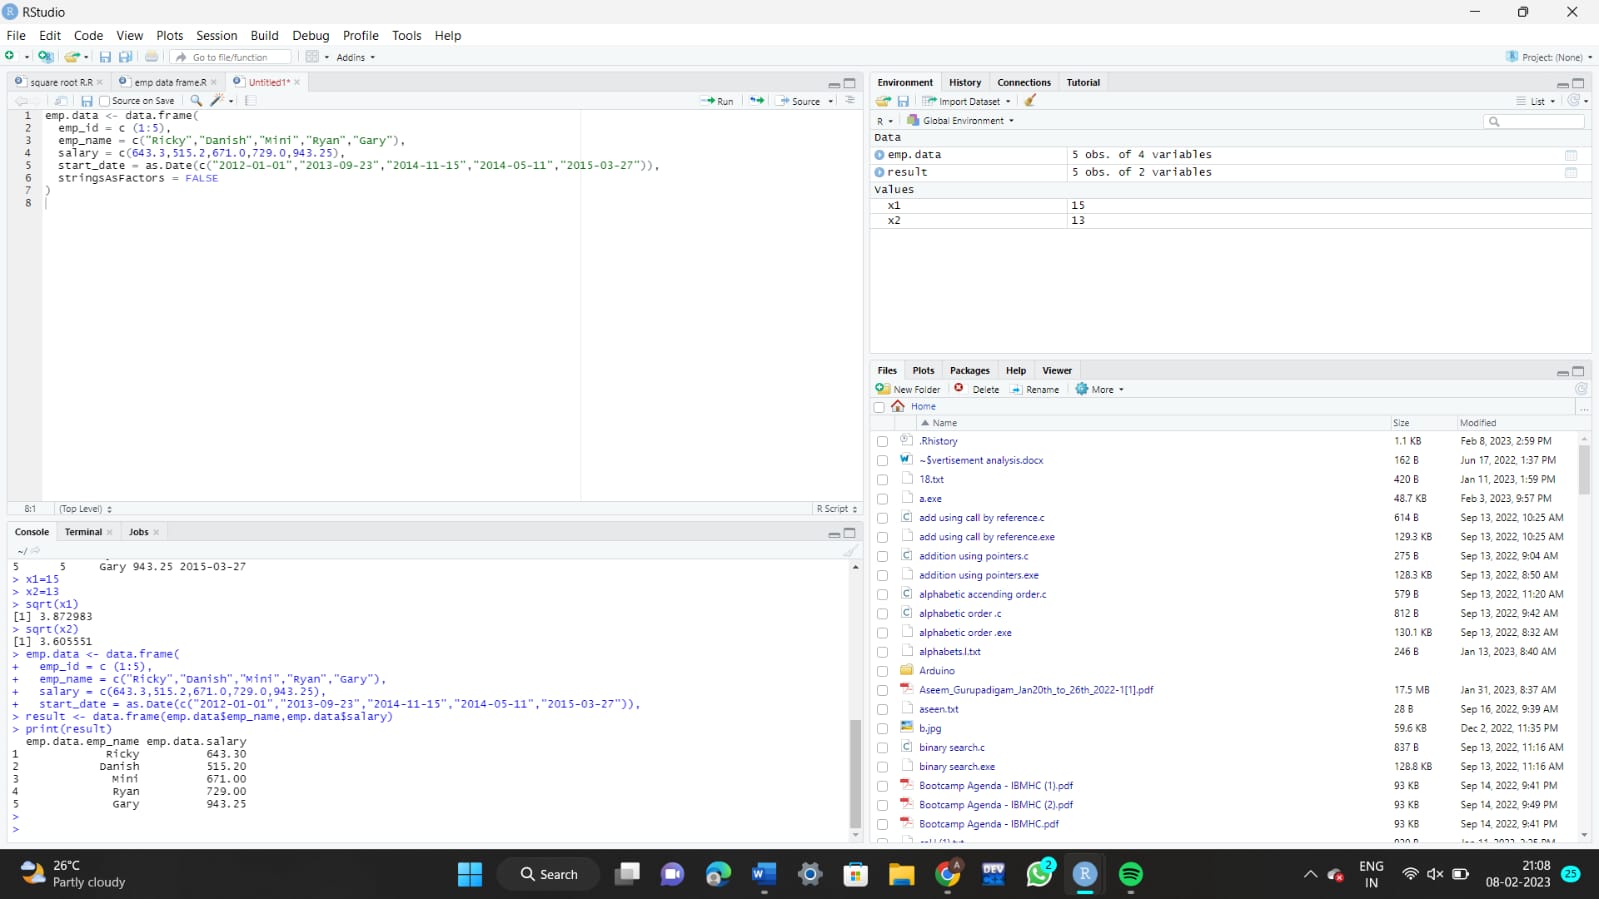 RStudio
File Edit Code View Plots Session Build Debug Profile Tools Help
Go to file/function Addins Project: (None)
square root R.R emp data frame.R Untitled1*
Source on Save Run Source
1 emp.data <- data.frame(
2 emp_id = c (1:5),
3 emp_name = c("Ricky","Danish","Mini","Ryan","Gary"),
4 salary = c(643.3,515.2,671.0,729.0,943.25),
5 start_date = as.Date(c("2012-01-01","2013-09-23","2014-11-15","2014-05-11","2015-03-27")),
6 stringsAsFactors = FALSE
7 )
8
8:1 (Top Level) R Script
Console Terminal Jobs
~/
5 5 Gary 943.25 2015-03-27
> x1=15
> x2=13
> sqrt(x1)
[1] 3.872983
> sqrt(x2)
[1] 3.605551
> emp.data <- data.frame(
+ emp_id = c (1:5),
+ emp_name = c("Ricky","Danish","Mini","Ryan","Gary"),
+ salary = c(643.3,515.2,671.0,729.0,943.25),
+ start_date = as.Date(c("2012-01-01","2013-09-23","2014-11-15","2014-05-11","2015-03-27")),
> result <- data.frame(emp.data$emp_name,emp.data$salary)
> print(result)
emp.data.emp_name emp.data.salary
1 Ricky 643.30
2 Danish 515.20
3 Mini 671.00
4 Ryan 729.00
5 Gary 943.25
>
>
Environment History Connections Tutorial
Import Dataset List
R Global Environment
Data
emp.data 5 obs. of 4 variables
result 5 obs. of 2 variables
Values
x1 15
x2 13
Files Plots Packages Help Viewer
New Folder Delete Rename More
Home ...
Name Size Modified
.Rhistory 1.1 KB Feb 8, 2023, 2:59 PM
~$vertisement analysis.docx 162 B Jun 17, 2022, 1:37 PM
18.txt 420 B Jan 11, 2023, 1:59 PM
a.exe 48.7 KB Feb 3, 2023, 9:57 PM
add using call by reference.c 614 B Sep 13, 2022, 10:25 AM
add using call by reference.exe 129.3 KB Sep 13, 2022, 10:25 AM
addition using pointers.c 275 B Sep 13, 2022, 9:04 AM
addition using pointers.exe 128.3 KB Sep 13, 2022, 8:50 AM
alphabetic accending order.c 579 B Sep 13, 2022, 11:20 AM
alphabetic order .c 812 B Sep 13, 2022, 9:42 AM
alphabetic order .exe 130.1 KB Sep 13, 2022, 8:32 AM
alphabets.l.txt 246 B Jan 13, 2023, 8:40 AM
Arduino
Aseem_Gurupadigam_Jan20th_to_26th_2022-1[1].pdf 17.5 MB Jan 31, 2023, 8:37 AM
aseen.txt 28 B Sep 16, 2022, 9:39 AM
b.jpg 59.6 KB Dec 2, 2022, 11:35 PM
binary search.c 837 B Sep 13, 2022, 11:16 AM
binary search.exe 128.8 KB Sep 13, 2022, 11:16 AM
Bootcamp Agenda - IBMHC (1).pdf 93 KB Sep 14, 2022, 9:41 PM
Bootcamp Agenda - IBMHC (2).pdf 93 KB Sep 14, 2022, 9:49 PM
Bootcamp Agenda - IBMHC.pdf 93 KB Sep 14, 2022, 9:41 PM
26°C
Partly cloudy
Search
W
DEV
2
A
R
ENG
IN
21:08
08-02-2023
25